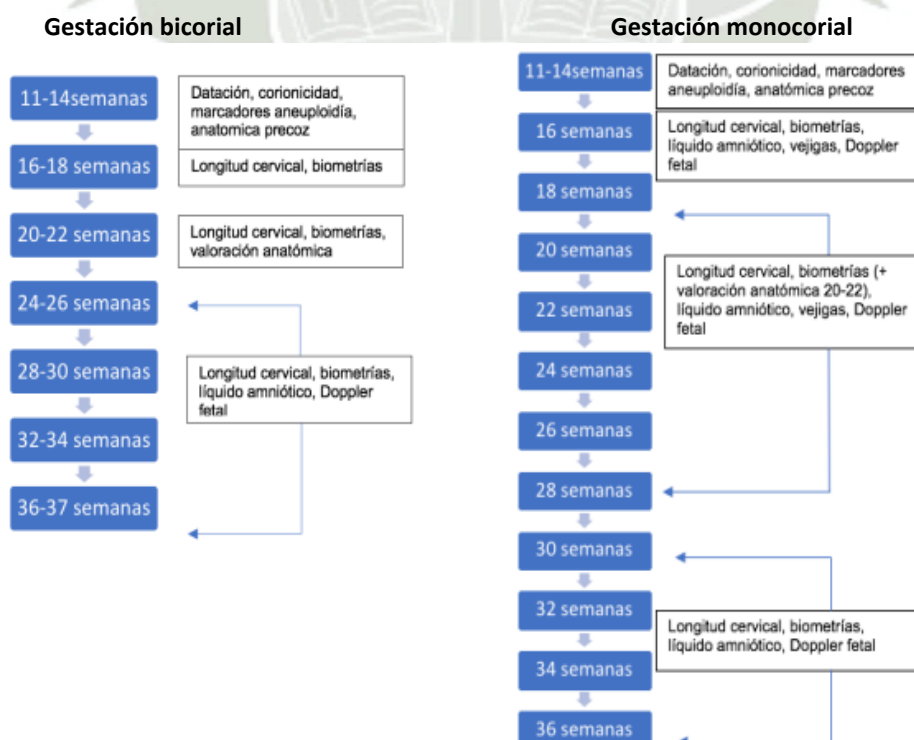 Gestación bicorial
11-14semanas
Datación, corionicidad,
marcadores aneuploidía,
anatomica precoz
16-18 semanas
Longitud cervical, biometrías
20-22 semanas
Longitud cervical, biometrías,
valoración anatómica
24-26 semanas
28-30 semanas
Longitud cervical, biometrías,
líquido amniótico, Doppler
fetal
32-34 semanas
36-37 semanas
Gestación monocorial
11-14semanas
Datación, corionicidad, marcadores
aneuploidía, anatómica precoz
16 semanas
Longitud cervical, biometrías,
líquido amniótico, vejigas, Doppler
fetal
18 semanas
20 semanas
Longitud cervical, biometrías (+
valoración anatómica 20-22),
líquido amniótico, vejigas, Doppler
fetal
22 semanas
24 semanas
26 semanas
28 semanas
30 semanas
32 semanas
Longitud cervical, biometrías,
líquido amniótico, Doppler fetal
34 semanas
36 semanas